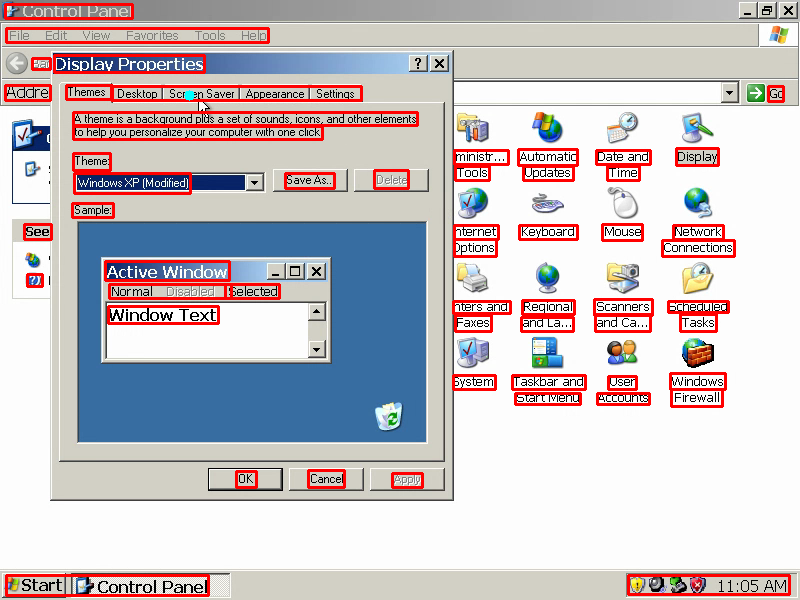 Control Panel
File Edit View Favorites Tools Help
Display Properties
Addre
Go
Themes Desktop Screen Saver Appearance Settings
A theme is a background plus a set of sounds, icons, and other elements
to help you personalize your computer with one click.
Theme:
Windows XP (Modified)
Save As...
Delete
Sample:
Active Window
Normal Disabled Selected
Window Text
OK
Cancel
Apply
See
ministr...
Tools
Automatic
Updates
Date and
Time
Display
nternet
Options
Keyboard
Mouse
Network
Connections
nters and
Faxes
Regional
and La...
Scanners
and Ca...
Scheduled
Tasks
System
Taskbar and
Start Menu
User
Accounts
Windows
Firewall
Start
Control Panel
11:05 AM